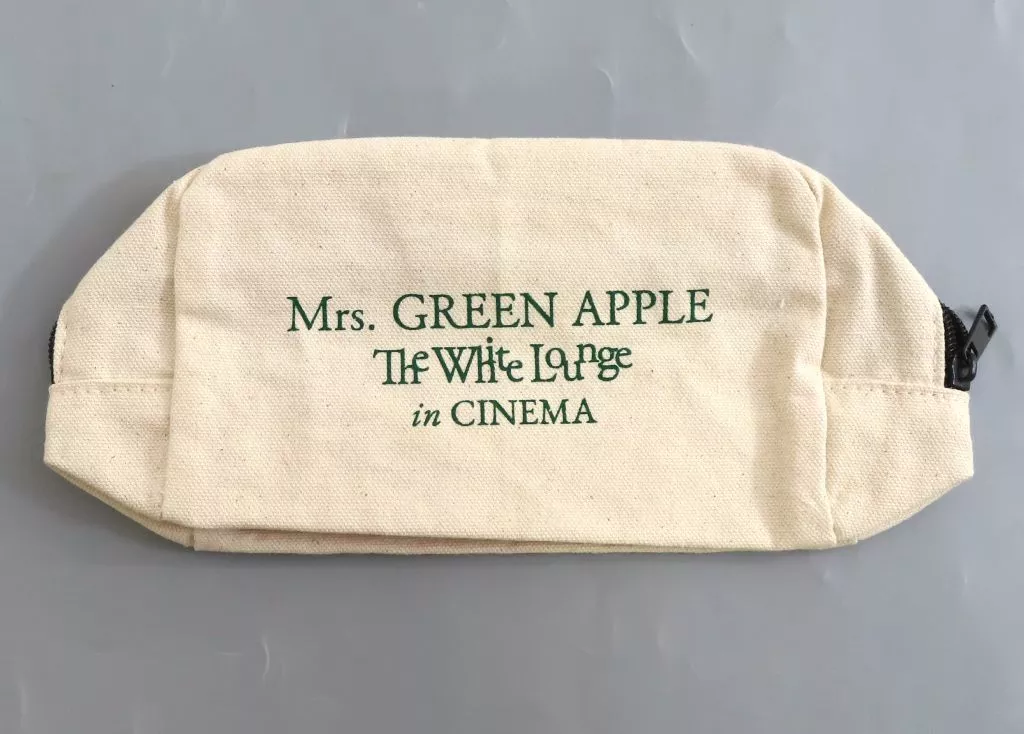 Mrs. GREEN APPLE
The White Lounge
in CINEMA